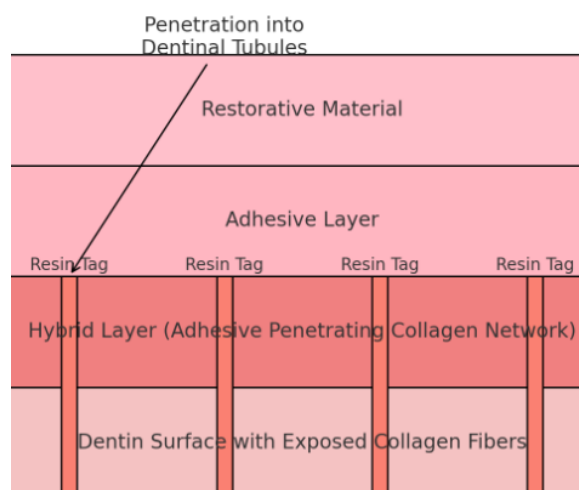 Penetration into
Dentinal Tubules
Restorative Material
Adhesive Layer
Resin Tag Resin Tag Resin Tag Resin Tag
Hybrid Layer (Adhesive Penetrating Collagen Network)
Dentin Surface with Exposed Collagen Fibers